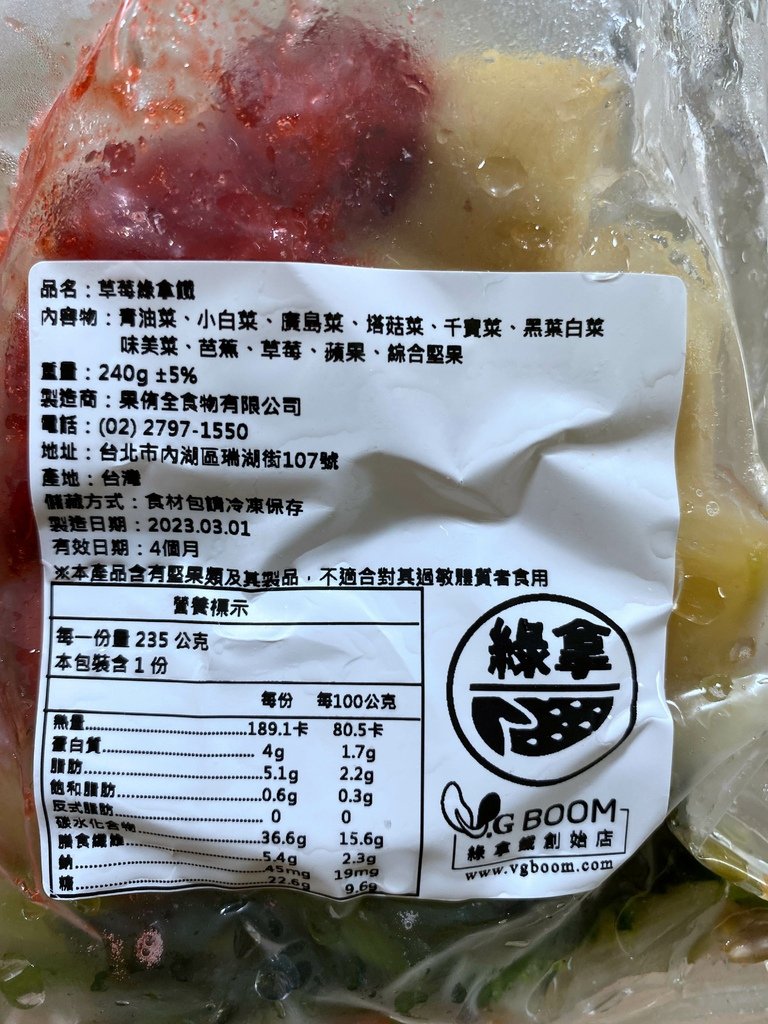 品名：草莓綠拿鐵
內容物：青油菜、小白菜、廣島菜、塔菇菜、千寶菜、黑葉白菜
味美菜、芭蕉、草莓、蘋果、綜合堅果
重量：240g ±5%
製造商：果侑全食物有限公司
電話：(02) 2797-1550
地址：台北市內湖區瑞湖街107號
產地：台灣
儲藏方式：食材包請冷凍保存
製造日期：2023.03.01
有效日期：4個月
※本產品含有堅果類及其製品，不適合對其過敏體質者食用
營養標示
每一份量 235 公克
本包裝含 1 份
每份 每100公克
熱量 189.1卡 80.5卡
蛋白質 4g 1.7g
脂肪 5.1g 2.2g
飽和脂肪 0.6g 0.3g
反式脂肪 0 0
碳水化合物 36.6g 15.6g
膳食纖維 5.4g 2.3g
鈉 45mg 19mg
糖 22.6g 9.6g
綠拿
V.G BOOM
綠拿鐵創始店
www.vgboom.com